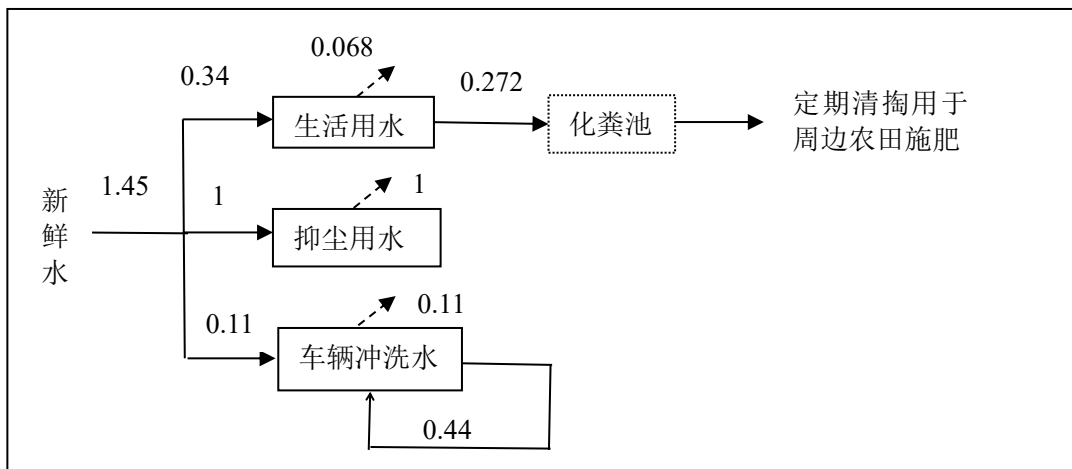 0.068
0.34
0.272
生活用水
化粪池
定期清掏用于
周边农田施肥
1.45
1
1
新
鲜
水
抑尘用水
0.11
0.11
车辆冲洗水
0.44